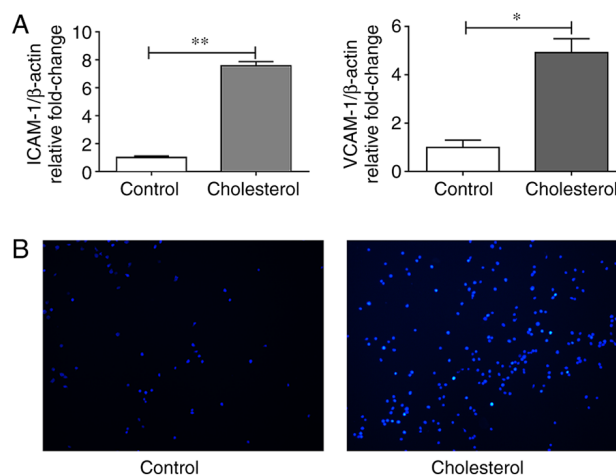 A
ICAM-1/β-actin
relative fold-change
10
8
6
4
2
0
**
Control
Cholesterol
VCAM-1/β-actin
relative fold-change
6
4
2
0
*
Control
Cholesterol
B
Control
Cholesterol